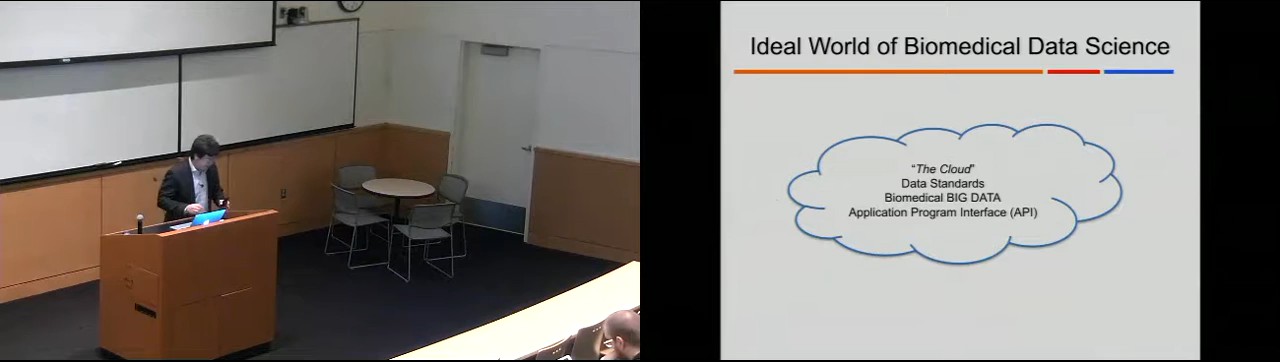 Ideal World of Biomedical Data Science
“The Cloud”
Data Standards
Biomedical BIG DATA
Application Program Interface (API)